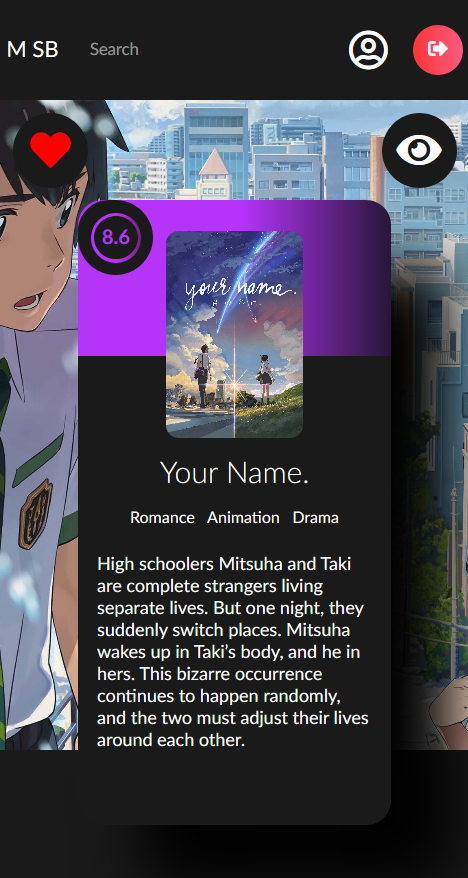 M SB
Search
8.6
your name.
Your Name.
Romance Animation Drama
High schoolers Mitsuha and Taki
are complete strangers living
separate lives. But one night, they
suddenly switch places. Mitsuha
wakes up in Taki’s body, and he in
hers. This bizarre occurrence
continues to happen randomly,
and the two must adjust their lives
around each other.